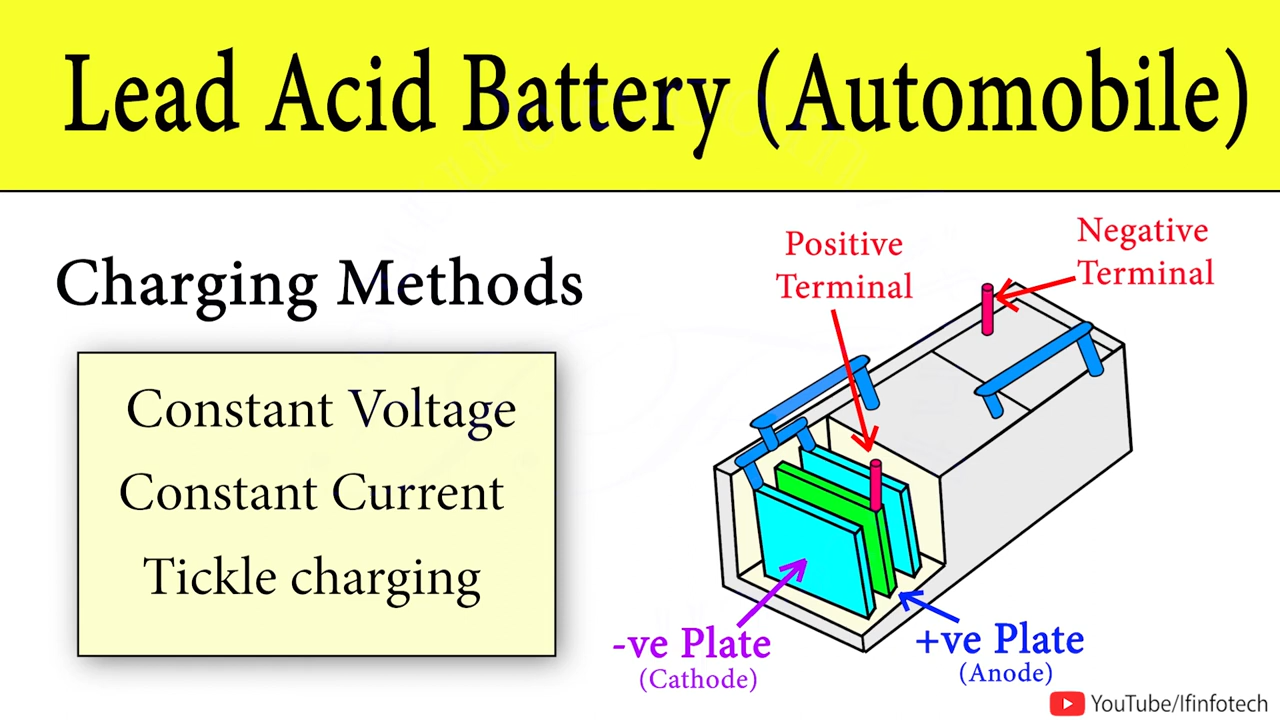 Lead Acid Battery (Automobile)
Charging Methods
Constant Voltage
Constant Current
Tickle charging
Positive
Terminal
Negative
Terminal
-ve Plate
(Cathode)
+ve Plate
(Anode)
YouTube/lfinfotech